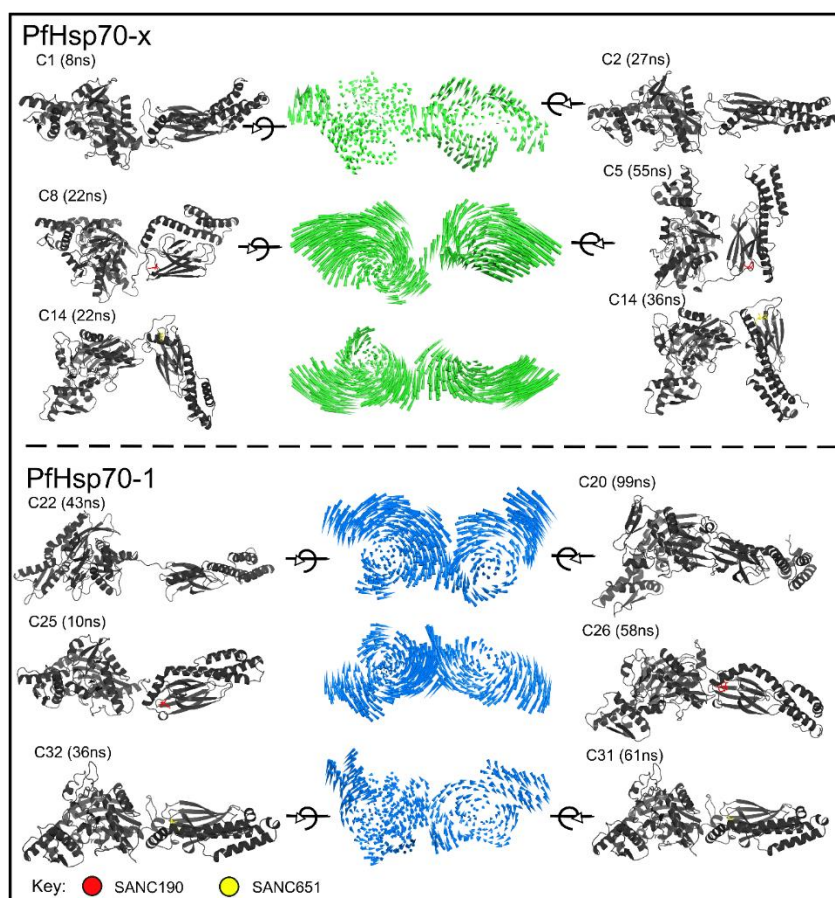 PfHsp70-x
C1 (8ns)
C2 (27ns)
C8 (22ns)
C5 (55ns)
C14 (22ns)
C14 (36ns)
PfHsp70-1
C22 (43ns)
C20 (99ns)
C25 (10ns)
C26 (58ns)
C32 (36ns)
C31 (61ns)
Key: SANC190 SANC651